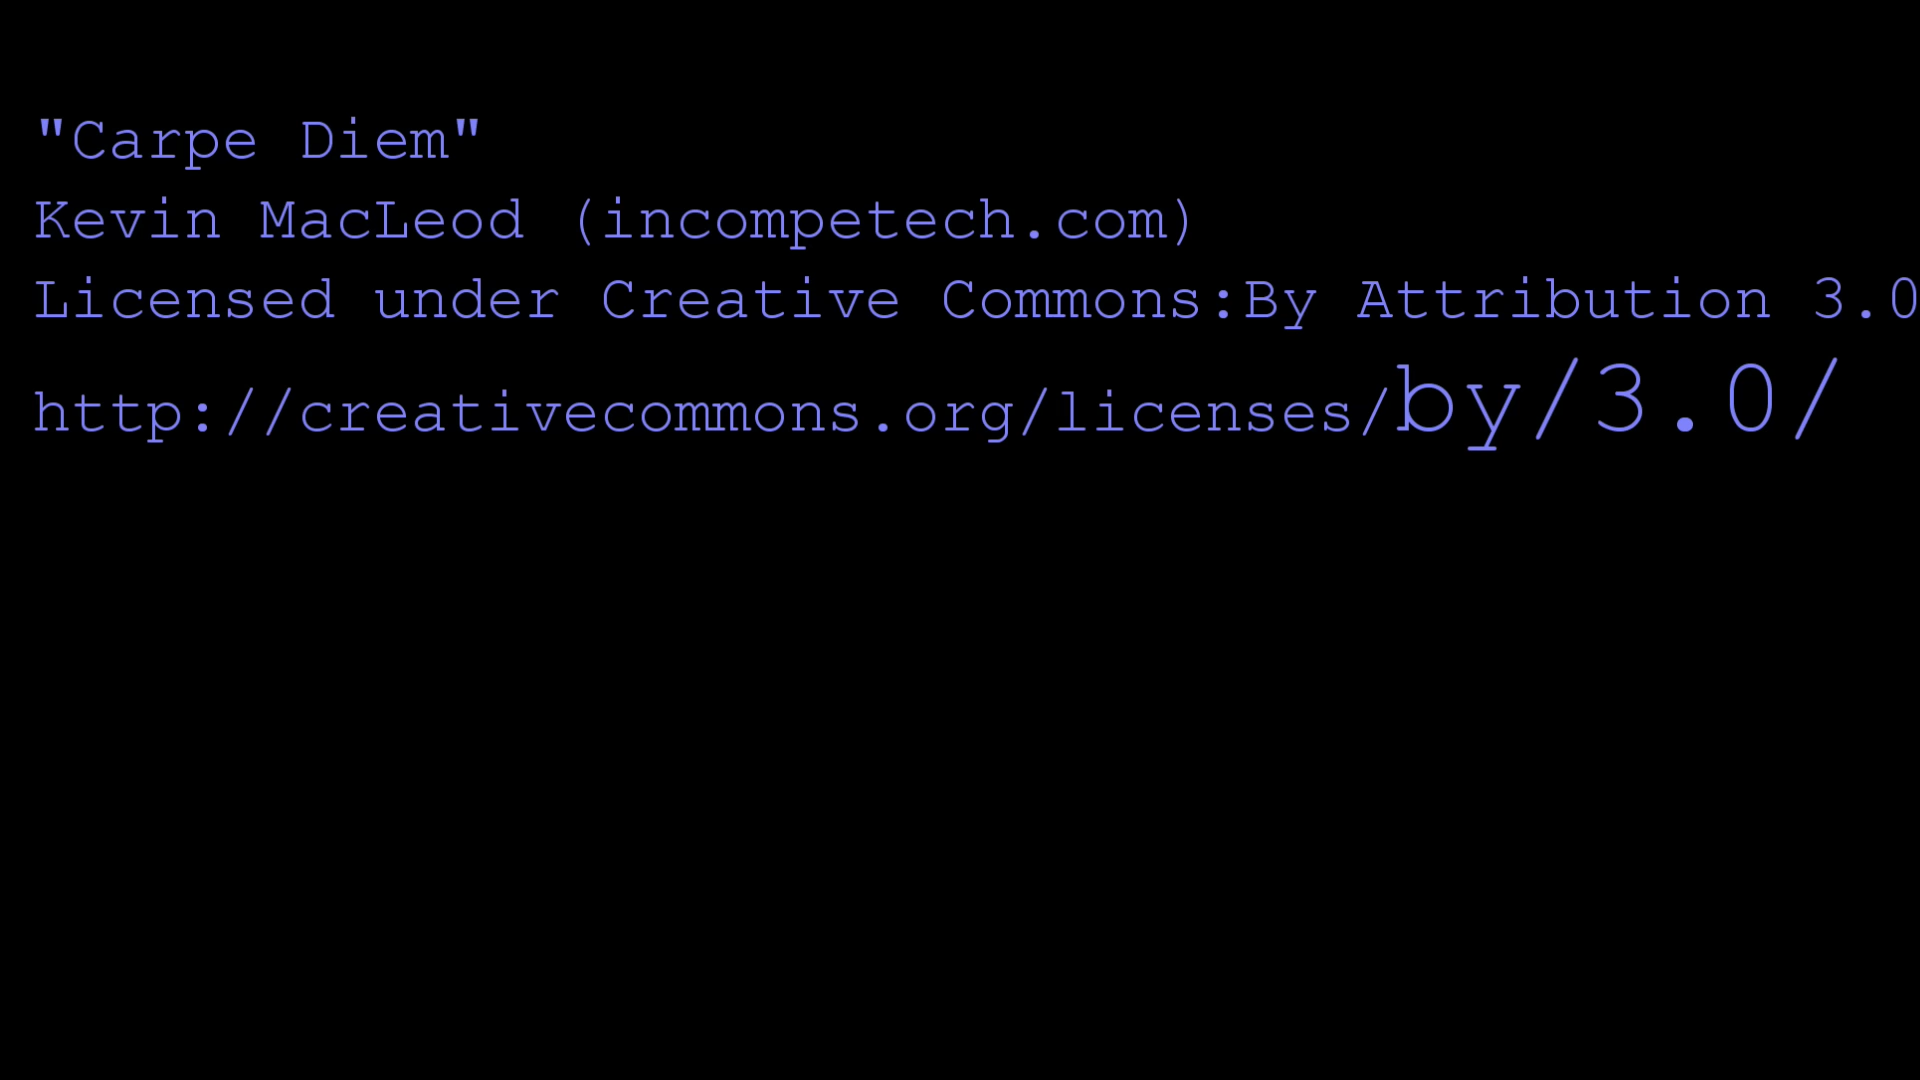 "Carpe Diem"
Kevin MacLeod (incompetech.com)
Licensed under Creative Commons:By Attribution 3.0
http://creativecommons.org/licenses/by/3.0/